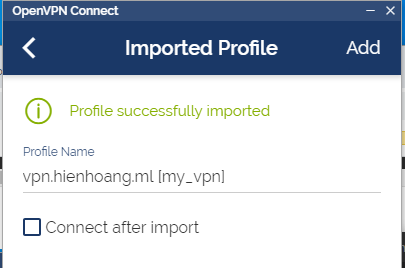 OpenVPN Connect
Imported Profile Add
Profile successfully imported
Profile Name
vpn.hienhoang.ml [my_vpn]
Connect after import